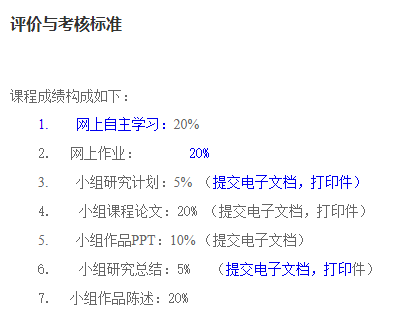 评价与考核标准
课程成绩构成如下：
1. 网上自主学习：20%
2. 网上作业： 20%
3. 小组研究计划：5% （提交电子文档，打印件）
4. 小组课程论文：20% （提交电子文档，打印件）
5. 小组作品PPT：10%（提交电子文档）
6. 小组研究总结：5% （提交电子文档，打印件）
7. 小组作品陈述：20%